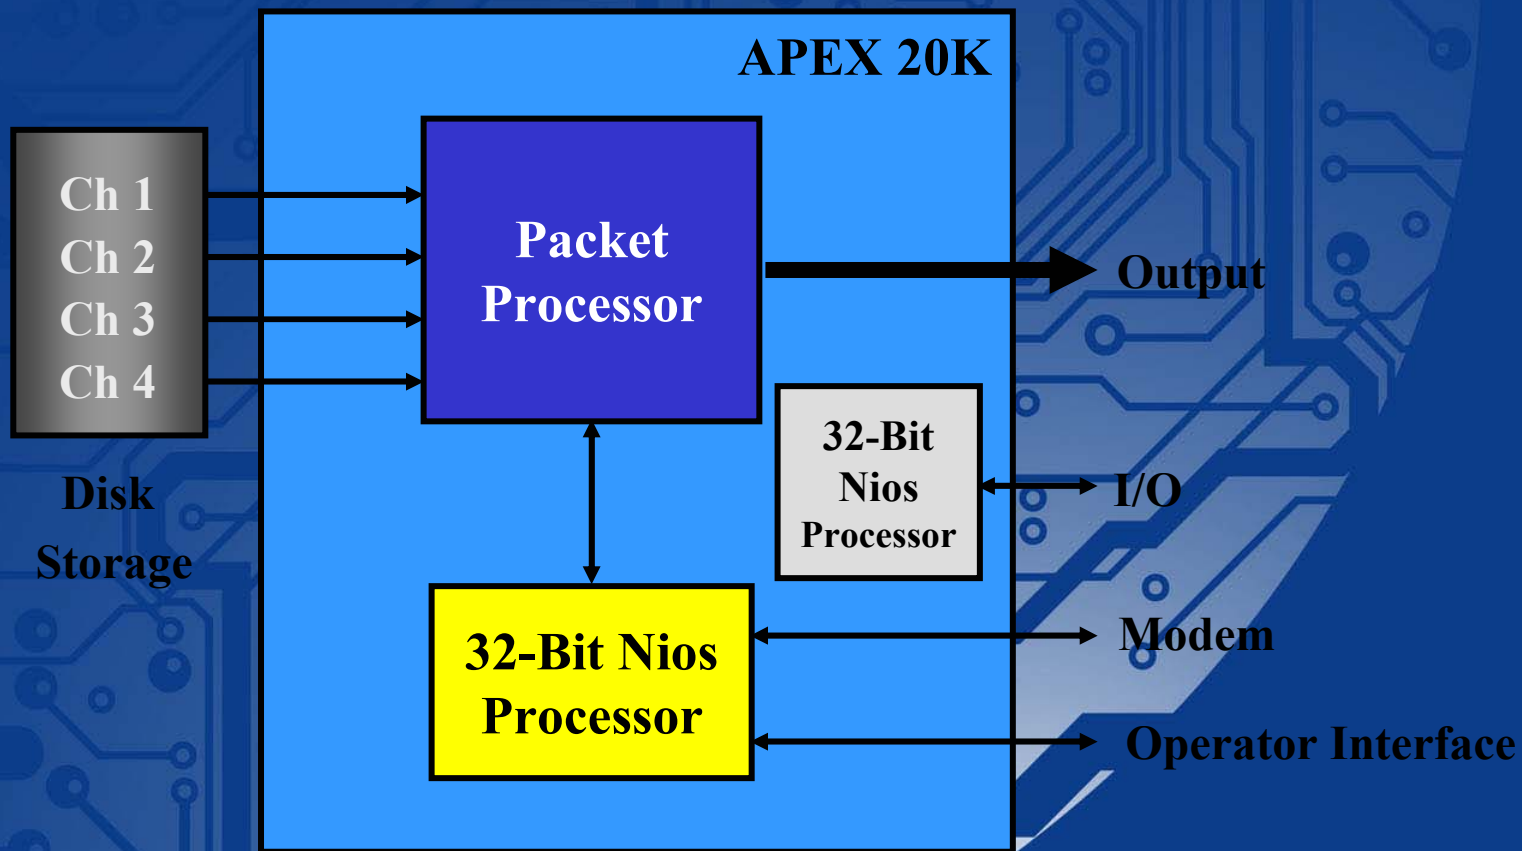 APEX 20K
Ch 1
Ch 2
Ch 3
Ch 4
Disk
Storage
Packet
Processor
Output
32-Bit
Nios
Processor
I/O
32-Bit Nios
Processor
Modem
Operator Interface